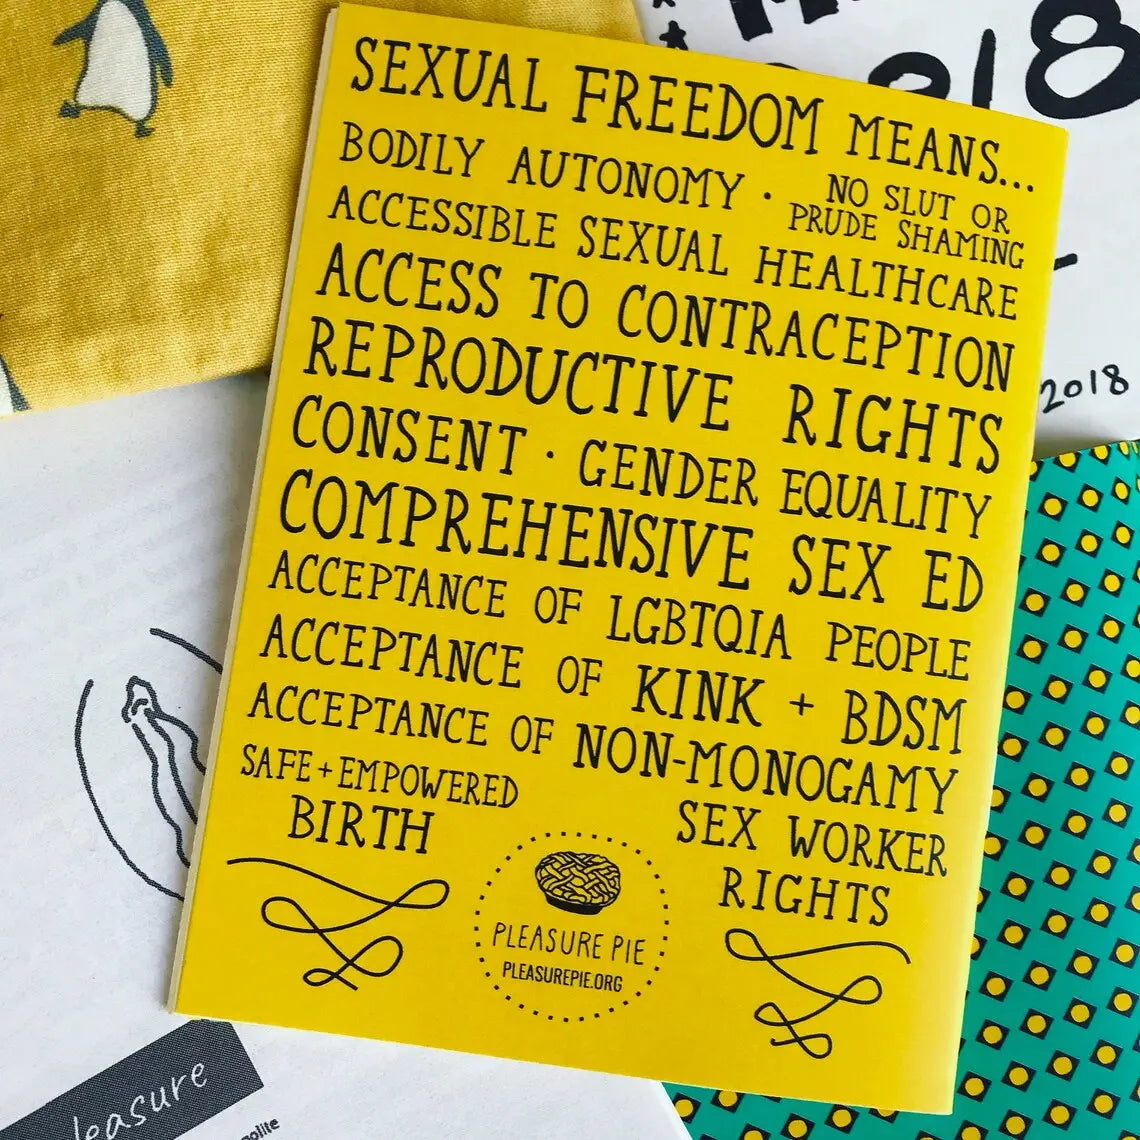 SEXUAL FREEDOM MEANS...
BODILY AUTONOMY · NO SLUT OR
PRUDE SHAMING
ACCESSIBLE SEXUAL HEALTHCARE
ACCESS TO CONTRACEPTION
REPRODUCTIVE RIGHTS
CONSENT · GENDER EQUALITY
COMPREHENSIVE SEX ED
ACCEPTANCE OF LGBTQIA PEOPLE
ACCEPTANCE OF KINK + BDSM
ACCEPTANCE OF NON-MONOGAMY
SAFE + EMPOWERED
BIRTH
SEX WORKER
RIGHTS
PLEASURE PIE
PLEASUREPIE.ORG
2018
2018
easure
olite